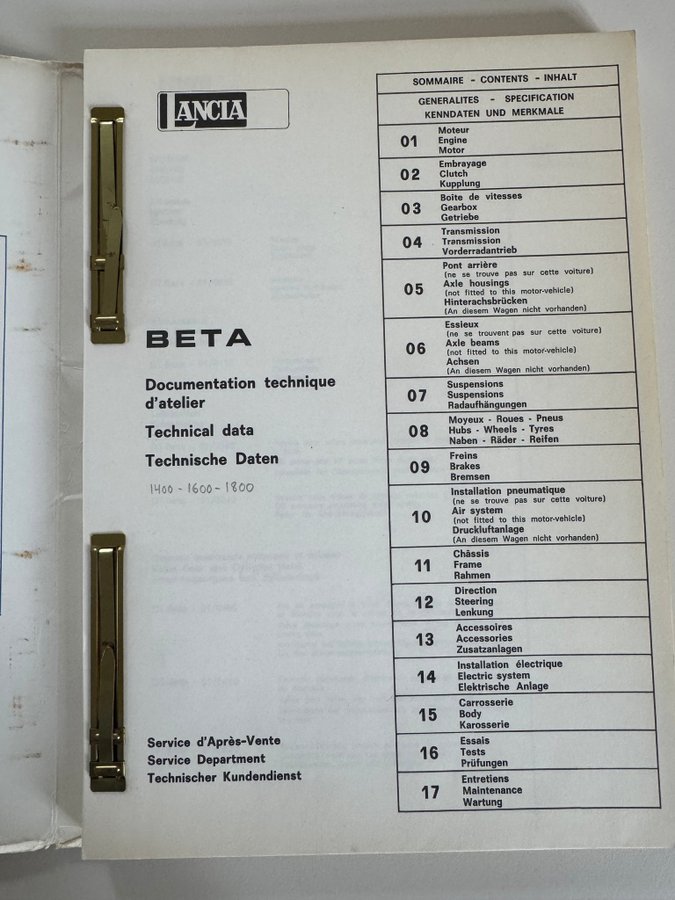 LANCIA
BETA
Documentation technique
d'atelier
Technical data
Technische Daten
1400 - 1600 - 1800
Service d'Après-Vente
Service Department
Technischer Kundendienst
SOMMAIRE - CONTENTS - INHALT
GENERALITES - SPECIFICATION
KENNDATEN UND MERKMALE
01
Moteur
Engine
Motor
02
Embrayage
Clutch
Kupplung
03
Boite de vitesses
Gearbox
Getriebe
04
Transmission
Transmission
Vorderradantrieb
05
Pont arrière
(ne se trouve pas sur cette voiture)
Axle housings
(not fitted to this motor-vehicle)
Hinterachsbrücken
(An diesem Wagen nicht vorhanden)
06
Essieux
(ne se trouvent pas sur cette voiture)
Axle beams
(not fitted to this motor-vehicle)
Achsen
(An diesem Wagen nicht vorhanden)
07
Suspensions
Suspensions
Radaufhängungen
08
Moyeux - Roues - Pneus
Hubs - Wheels - Tyres
Naben - Räder - Reifen
09
Freins
Brakes
Bremsen
10
Installation pneumatique
(ne se trouve pas sur cette voiture)
Air system
(not fitted to this motor-vehicle)
Druckluftanlage
(An diesem Wagen nicht vorhanden)
11
Châssis
Frame
Rahmen
12
Direction
Steering
Lenkung
13
Accessoires
Accessories
Zusatzanlagen
14
Installation électrique
Electric system
Elektrische Anlage
15
Carrosserie
Body
Karosserie
16
Essais
Tests
Prüfungen
17
Entretiens
Maintenance
Wartung